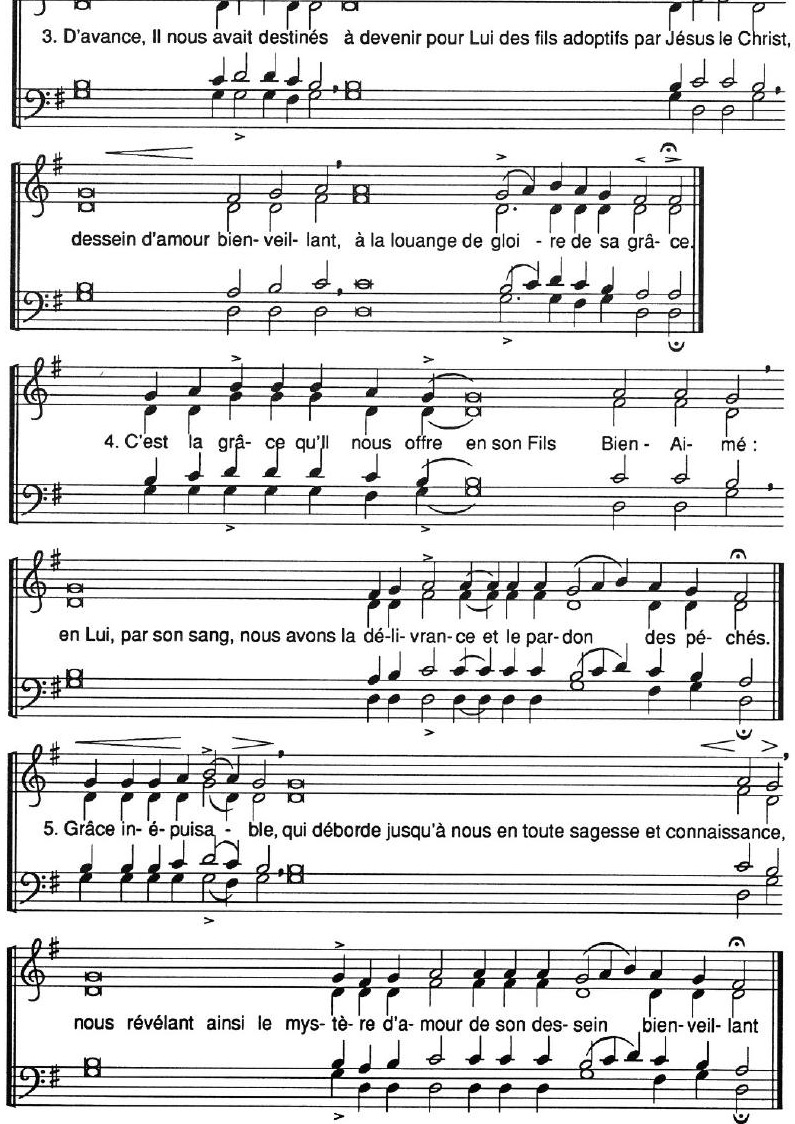 3. D'avance, Il nous avait destinés à devenir pour Lui des fils adoptifs par Jésus le Christ,
dessein d'amour bien- veil- lant, à la louange de gloi - re de sa grâ- ce.
4. C'est la grâ- ce qu'Il nous offre en son Fils Bien - Ai- mé :
en Lui, par son sang, nous avons la dé-li-vran-ce et le par-don des pé- chés.
5. Grâce in- é- puisa - ble, qui déborde jusqu'à nous en toute sagesse et connaissance,
nous révélant ainsi le mys- tè- re d'a- mour de son des- sein bien- veil- lant